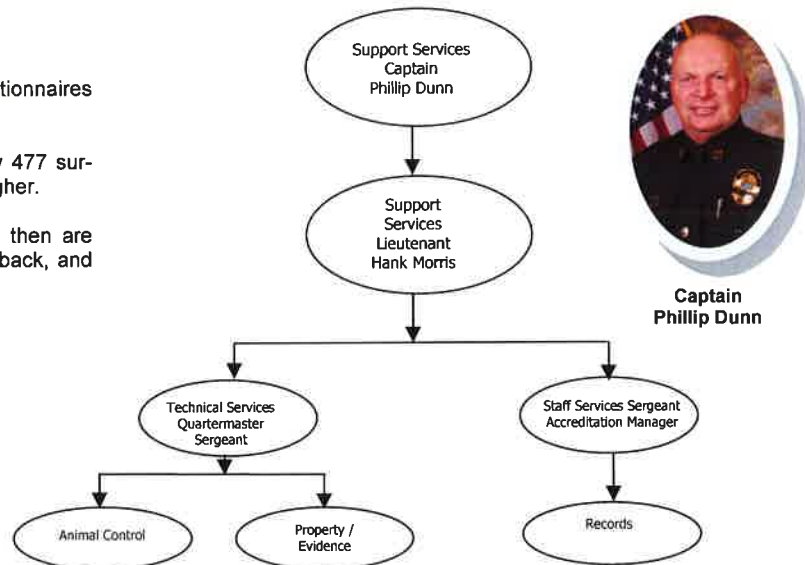 tionnaires
477 sur-
gher.
then are
back, and
Support Services
Captain
Phillip Dunn
Support
Services
Lieutenant
Hank Morris
Captain
Phillip Dunn
Technical Services
Quartermaster
Sergeant
Staff Services Sergeant
Accreditation Manager
Animal Control
Property /
Evidence
Records